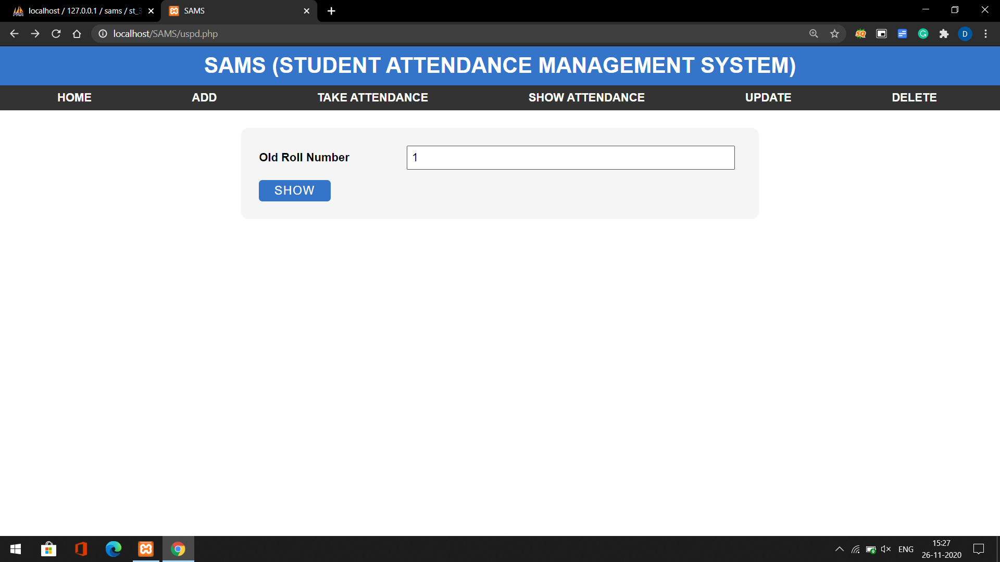 localhost / 127.0.0.1 / sams / st_3
SAMS
localhost/SAMS/uspd.php
SQ
G
D
SAMS (STUDENT ATTENDANCE MANAGEMENT SYSTEM)
HOME ADD TAKE ATTENDANCE SHOW ATTENDANCE UPDATE DELETE
Old Roll Number 1
SHOW
ENG
15:27
26-11-2020